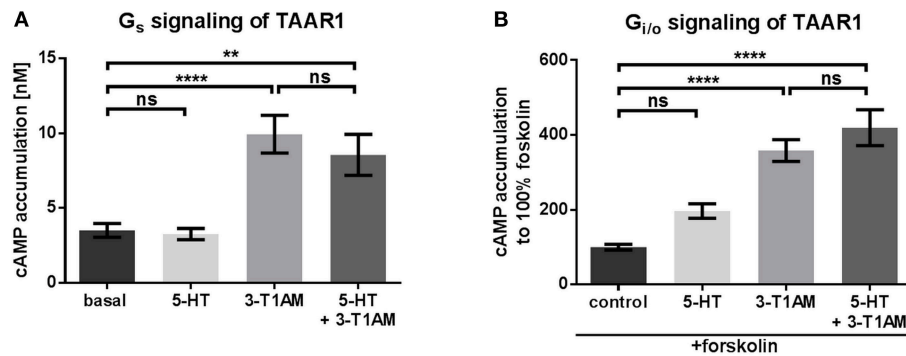 A
Gs signaling of TAAR1
cAMP accumulation [nM]
15
10
5
0
**
****
ns
ns
basal
5-HT
3-T1AM
5-HT
+ 3-T1AM
B
Gi/o signaling of TAAR1
cAMP accumulation
to 100% foskolin
600
400
200
0
****
****
ns
ns
control
5-HT
3-T1AM
5-HT
+ 3-T1AM
+forskolin